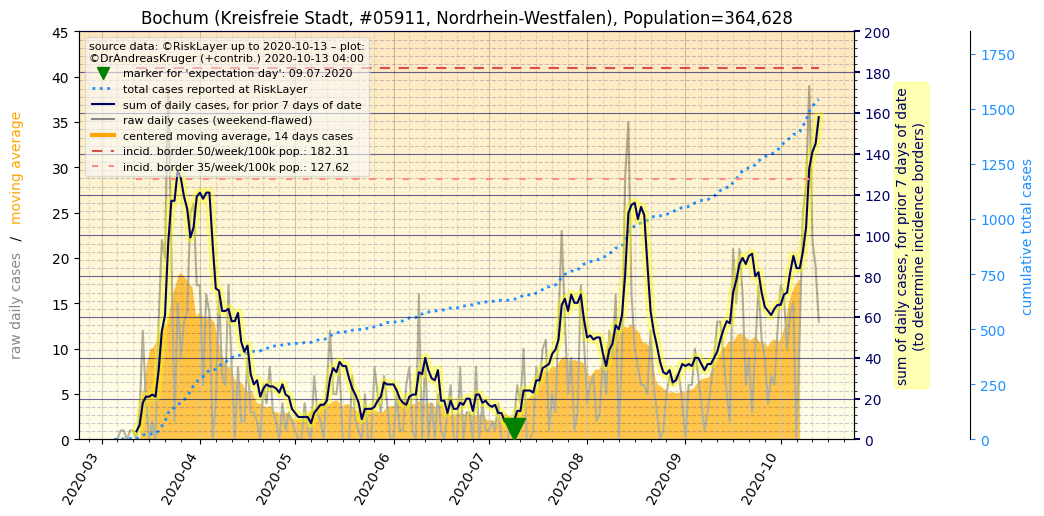 Bochum (Kreisfreie Stadt, #05911, Nordrhein-Westfalen), Population=364,628
source data: ©RiskLayer up to 2020-10-13 – plot:
©DrAndreasKruger (+contrib.) 2020-10-13 04:00
marker for 'expectation day': 09.07.2020
total cases reported at RiskLayer
sum of daily cases, for prior 7 days of date
raw daily cases (weekend-flawed)
centered moving average, 14 days cases
incid. border 50/week/100k pop.: 182.31
incid. border 35/week/100k pop.: 127.62
raw daily cases / moving average
45
40
35
30
25
20
15
10
5
0
200
180
160
140
120
100
80
60
40
20
0
sum of daily cases, for prior 7 days of date
(to determine incidence borders)
1750
1500
1250
1000
750
500
250
0
cumulative total cases
2020-03
2020-04
2020-05
2020-06
2020-07
2020-08
2020-09
2020-10